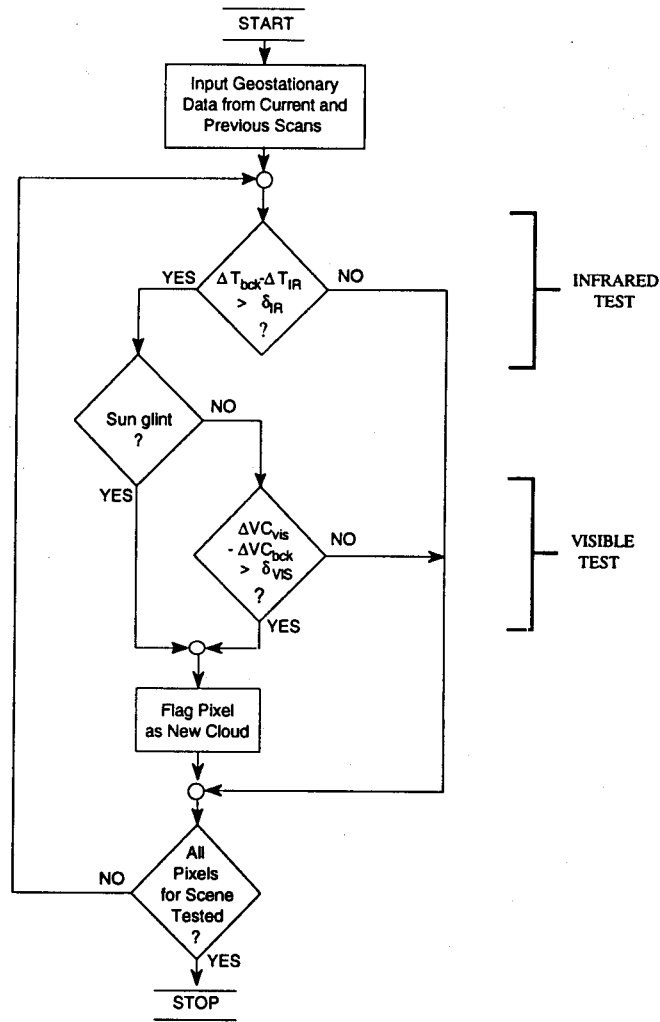 START
Input Geostationary
Data from Current and
Previous Scans
YES
Δ T_bck - Δ T_IR
> δ_IR
?
NO
INFRARED
TEST
Sun glint
?
NO
YES
ΔVC_vis
- ΔVC_bck
> δ_VIS
?
NO
YES
VISIBLE
TEST
Flag Pixel
as New Cloud
All
Pixels
for Scene
Tested
?
NO
YES
STOP